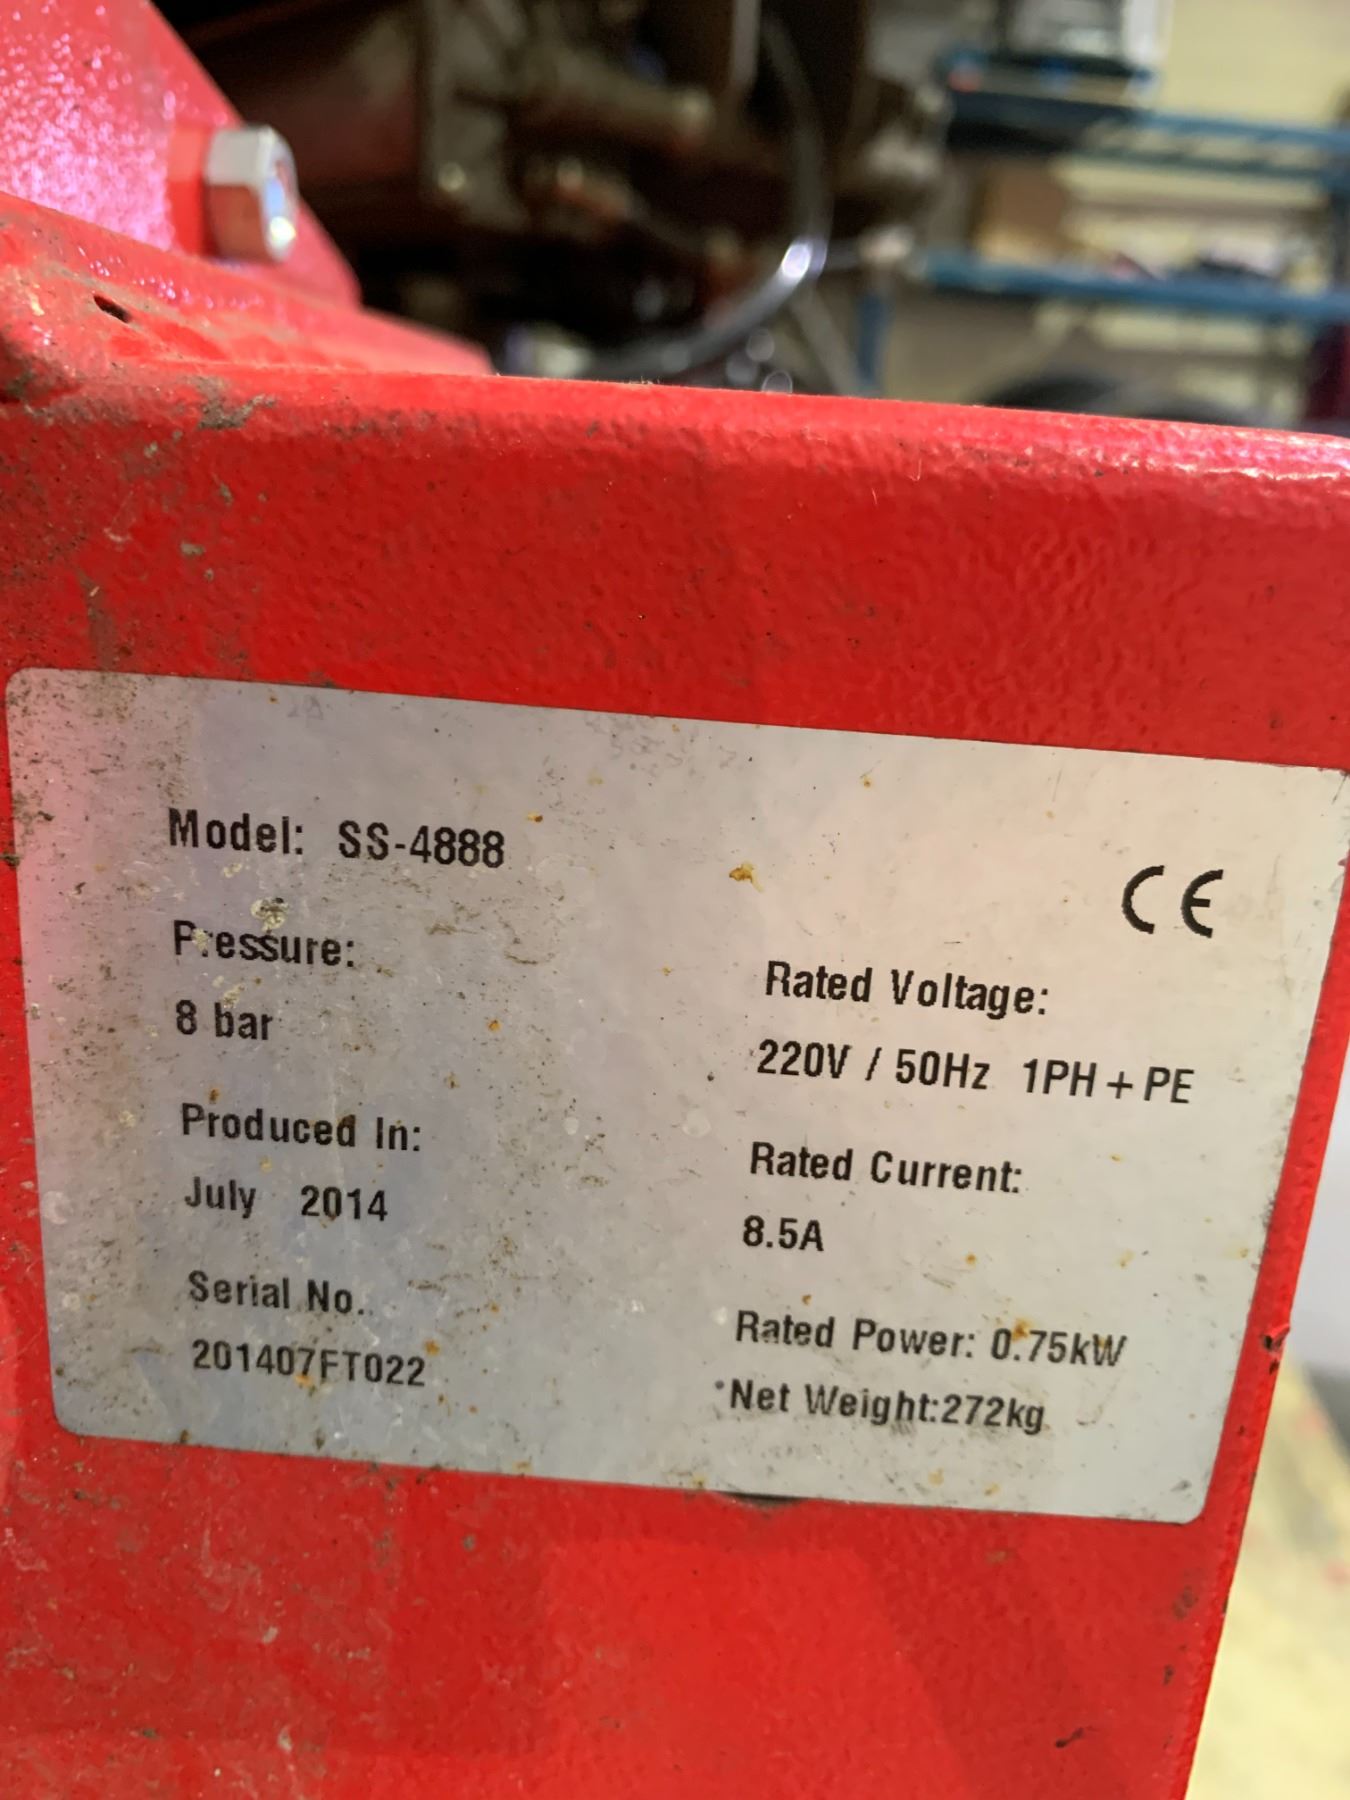 Model: SS-4888
CE
Pressure:
8 bar
Produced In:
July 2014
Serial No.
201407FT022
Rated Voltage:
220V / 50Hz 1PH + PE
Rated Current:
8.5A
Rated Power: 0.75kW
Net Weight:272kg